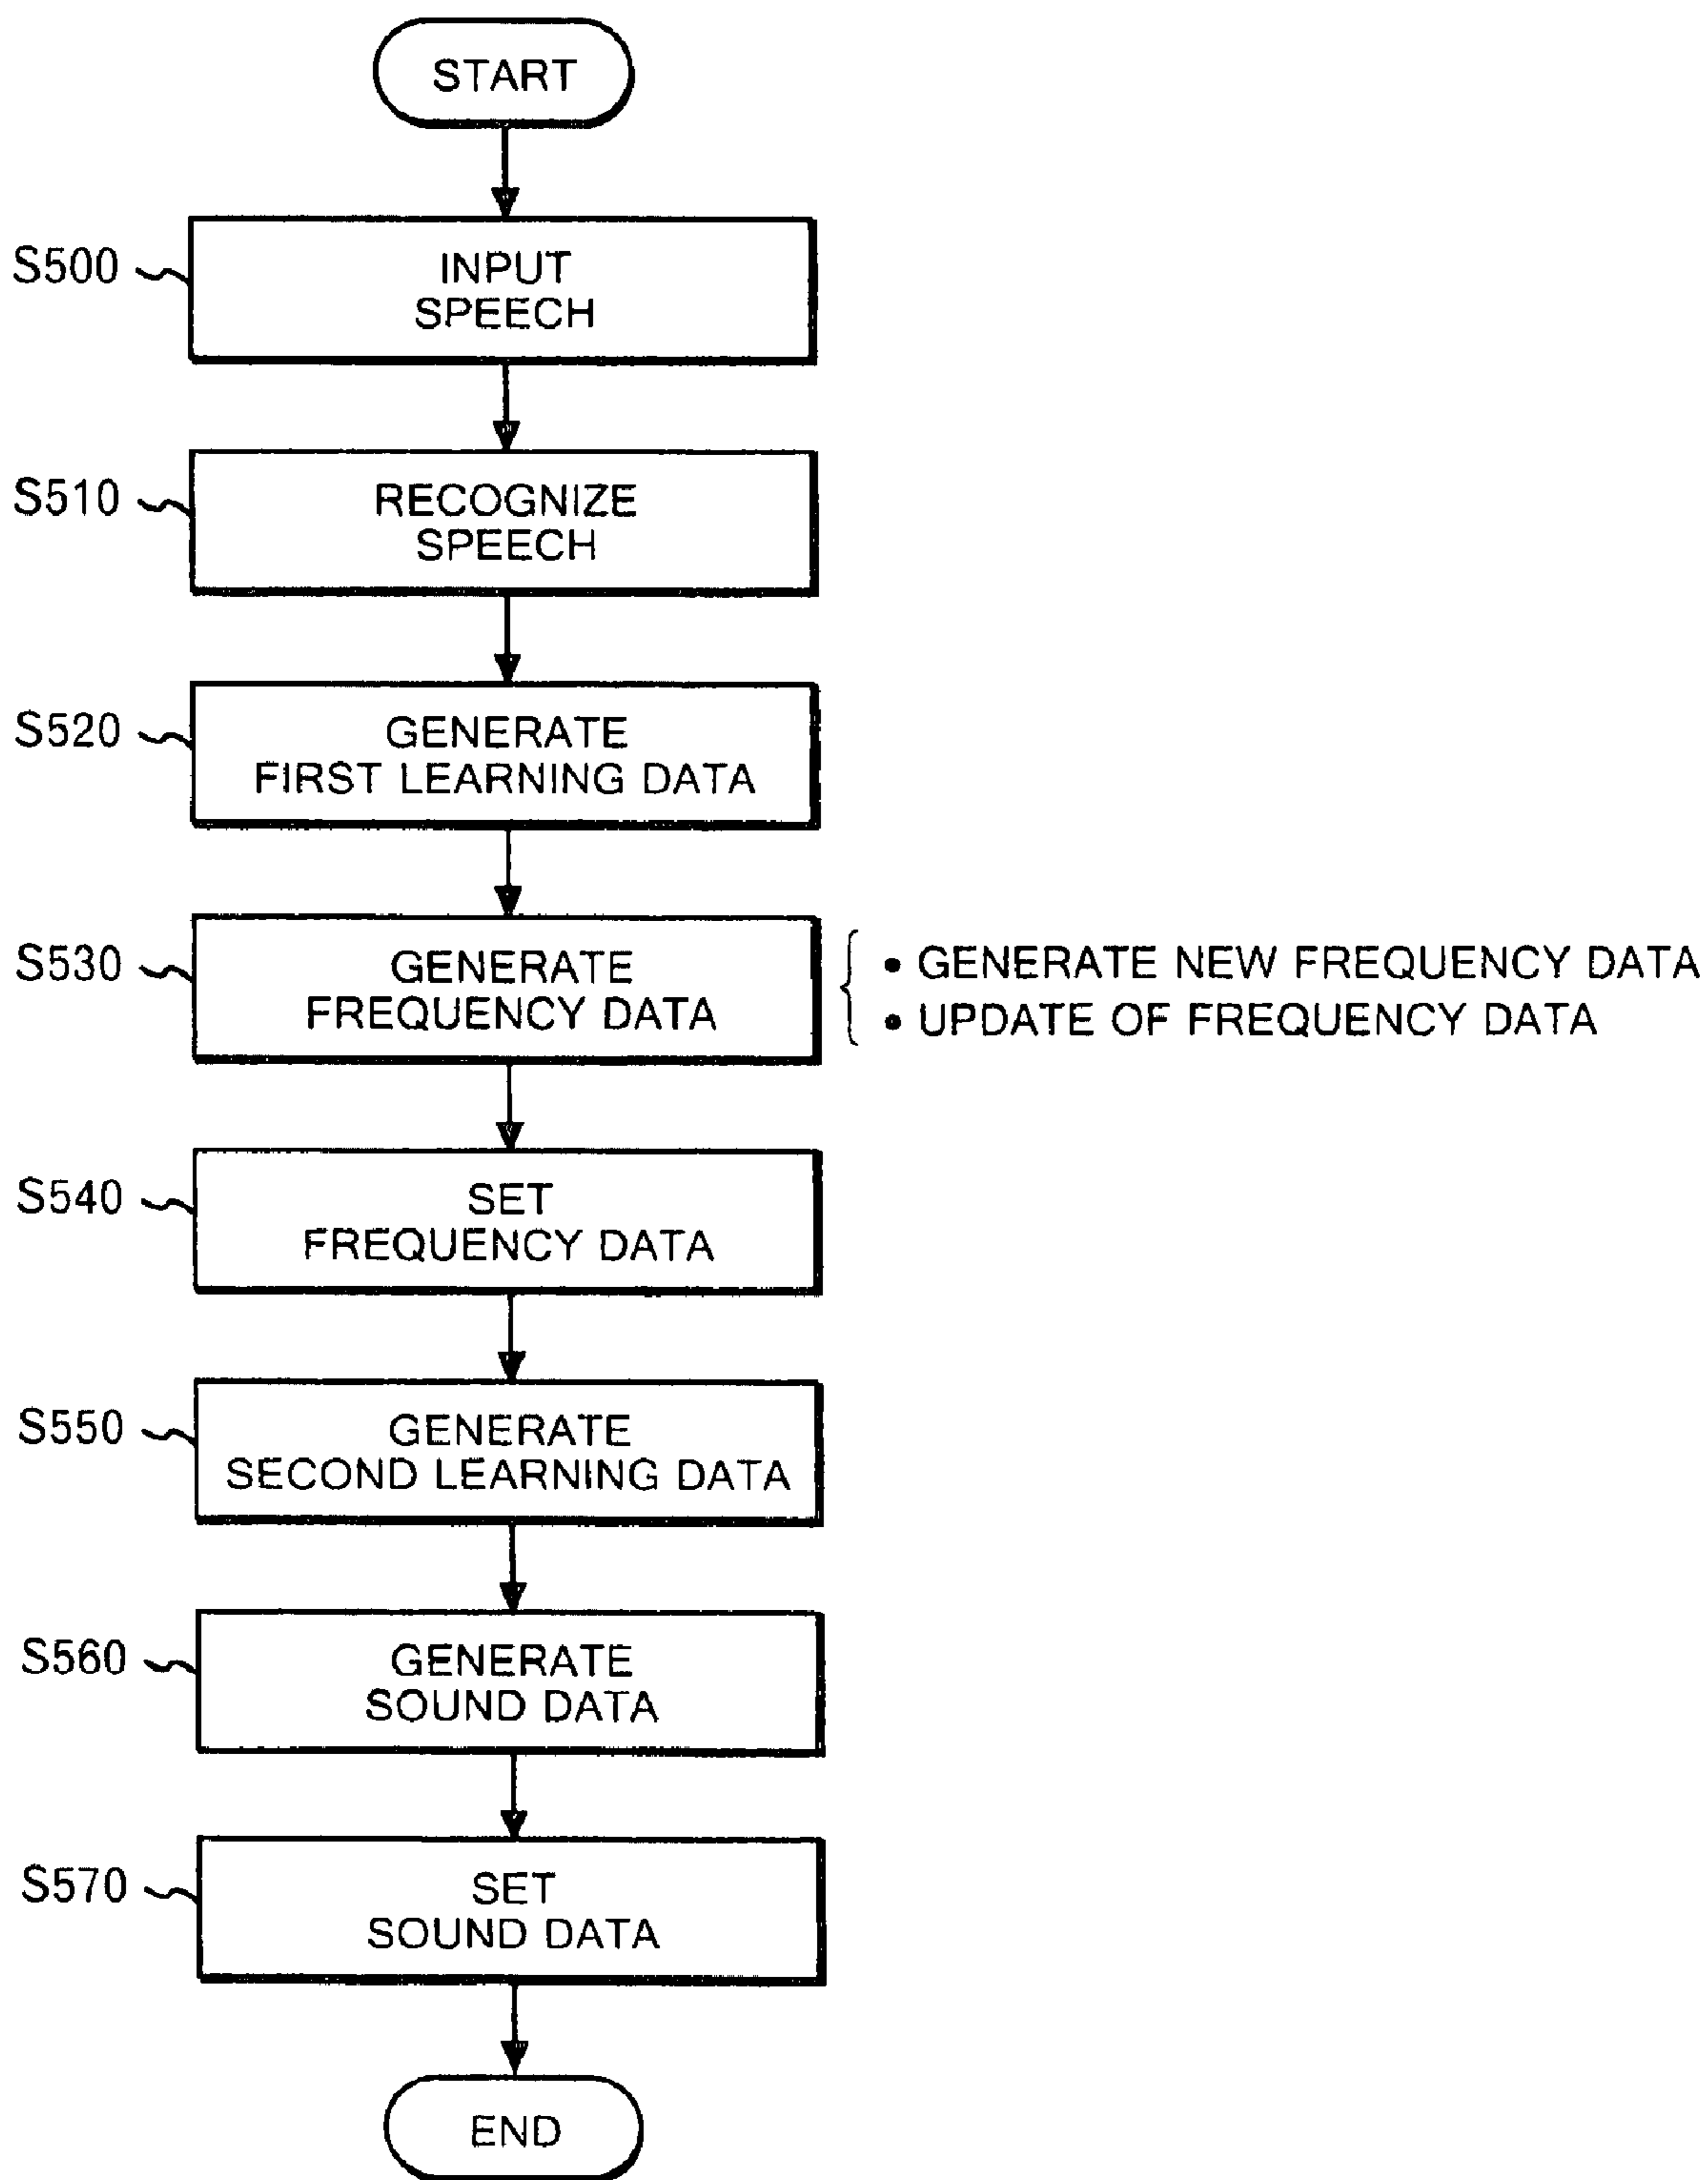 START
S500
INPUT
SPEECH
S510
RECOGNIZE
SPEECH
S520
GENERATE
FIRST LEARNING DATA
S530
GENERATE
FREQUENCY DATA
• GENERATE NEW FREQUENCY DATA
• UPDATE OF FREQUENCY DATA
S540
SET
FREQUENCY DATA
S550
GENERATE
SECOND LEARNING DATA
S560
GENERATE
SOUND DATA
S570
SET
SOUND DATA
END